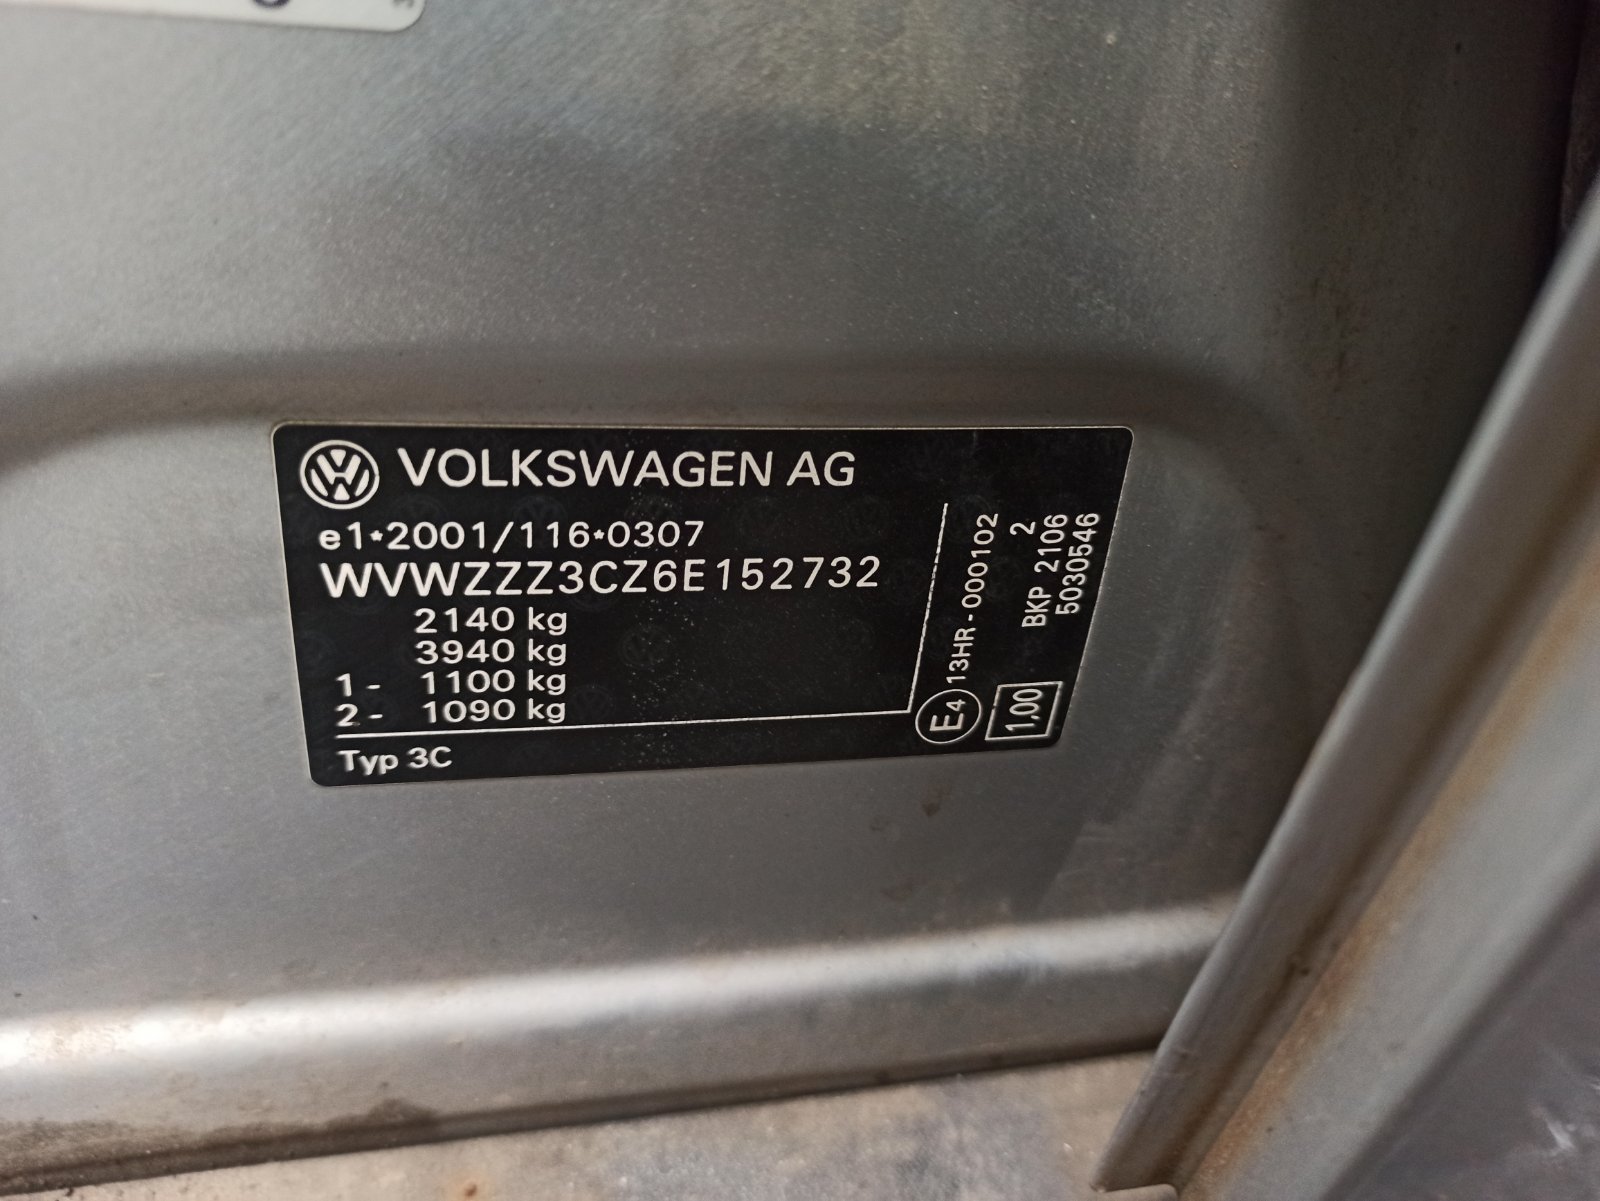 VOLKSWAGEN AG
e1*2001/116*0307
WVWZZZ3CZ6E152732
2140 kg
3940 kg
1 - 1100 kg
2 - 1090 kg
Typ 3C
E4 13HR-000102
1,00
2
BKP 2106
5030546